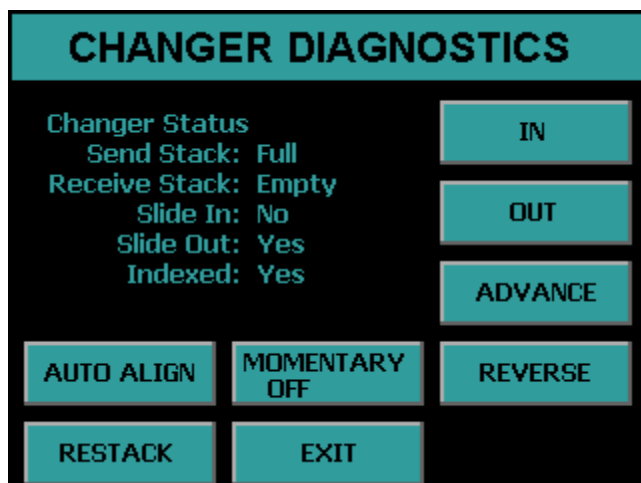 CHANGER DIAGNOSTICS
Changer Status
Send Stack: Full
Receive Stack: Empty
Slide In: No
Slide Out: Yes
Indexed: Yes
IN
OUT
ADVANCE
AUTO ALIGN
MOMENTARY
OFF
REVERSE
RESTACK
EXIT